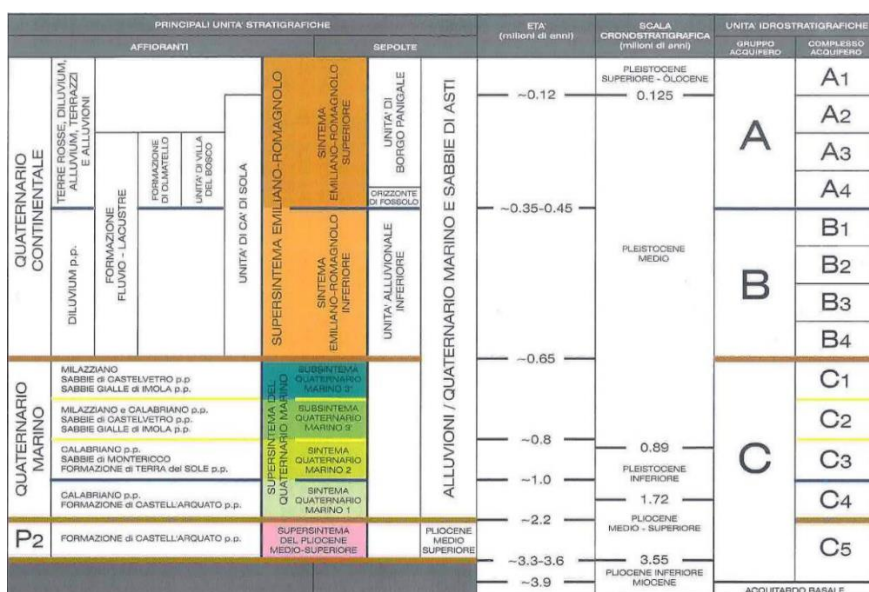 PRINCIPALI UNITA' STRATIGRAFICHE
AFFIORANTI
SEPOLTE
ETA'
(milioni di anni)
SCALA
CRONOSTRATIGRAFICA
(milioni di anni)
UNITA' IDROSTRATIGRAFICHE
GRUPPO
ACQUIFERO
COMPLESSO
ACQUIFERO
QUATERNARIO
CONTINENTALE
TERRE ROSSE, DILUVIUM,
ALLUVIUM, TERRAZZI
E ALLUVIONI
DILUVIUM p.p.
FORMAZIONE
FLUVIO - LACUSTRE
FORMAZIONE
DI OLMATELLO
UNITA' DI VILLA
DEL BOSCO
UNITA' DI CA' DI SOLA
SUPERSINTEMA EMILIANO-ROMAGNOLO
SINTEMA
EMILIANO-ROMAGNOLO
SUPERIORE
SINTEMA
EMILIANO-ROMAGNOLO
INFERIORE
UNITA' DI
BORGO PANIGALE
ORIZZONTE
DI FOSSOLO
UNITA' ALLUVIONALE
INFERIORE
ALLUVIONI / QUATERNARIO MARINO E SABBIE DI ASTI
QUATERNARIO
MARINO
MILAZZIANO
SABBIE di CASTELVETRO p.p
SABBIE GIALLE di IMOLA p.p.
MILAZZIANO e CALABRIANO p.p.
SABBIE di CASTELVETRO p.p.
SABBIE GIALLE di IMOLA p.p.
CALABRIANO p.p.
SABBIE di MONTERICCO
FORMAZIONE di TERRA del SOLE p.p.
CALABRIANO p.p.
FORMAZIONE di CASTELL'ARQUATO p.p.
SUPERSINTEMA DEL
QUATERNARIO MARINO
SUBSINTEMA
QUATERNARIO
MARINO 3"
SUBSINTEMA
QUATERNARIO
MARINO 3'
SINTEMA
QUATERNARIO
MARINO 2
SINTEMA
QUATERNARIO
MARINO 1
P2
FORMAZIONE di CASTELL'ARQUATO p.p.
SUPERSINTEMA
DEL PLIOCENE
MEDIO-SUPERIORE
PLIOCENE
MEDIO
SUPERIORE
~0.12
~0.35-0.45
~0.65
~0.8
~1.0
~2.2
~3.3-3.6
~3.9
PLEISTOCENE
SUPERIORE - OLOCENE
0.125
PLEISTOCENE
MEDIO
0.89
PLEISTOCENE
INFERIORE
1.72
PLIOCENE
MEDIO - SUPERIORE
3.55
PLIOCENE INFERIORE
MIOCENE
A
A1
A2
A3
A4
B
B1
B2
B3
B4
C
C1
C2
C3
C4
C5
ACQUITARDO BASALE